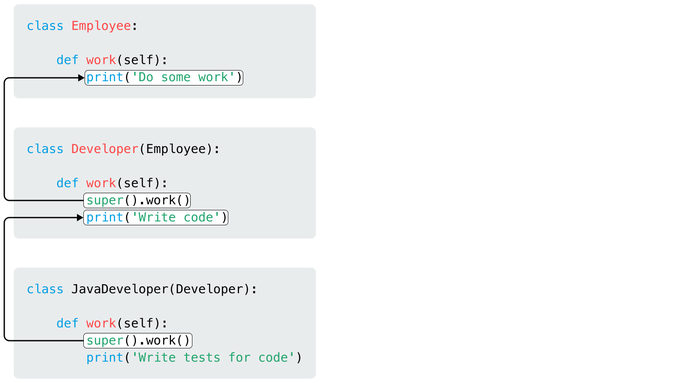 class Employee:
def work(self):
print('Do some work')
class Developer(Employee):
def work(self):
super().work()
print('Write code')
class JavaDeveloper(Developer):
def work(self):
super().work()
print('Write tests for code')